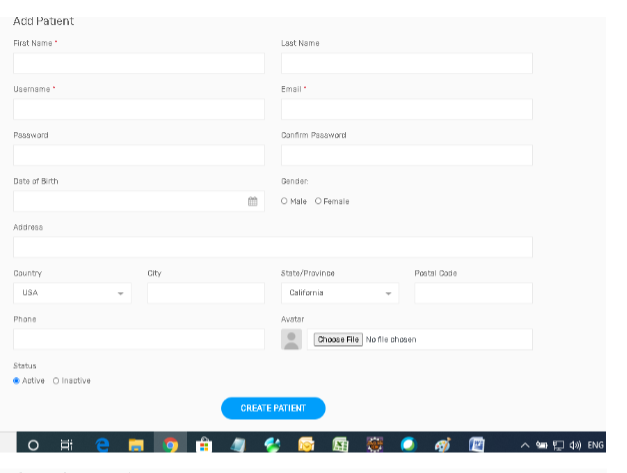 Add Patient
First Name * Last Name
Username * Email *
Password Confirm Password
Date of Birth Gender:
Male Female
Address
Country City State/Province Postal Code
USA California
Phone Avatar
Choose File No file chosen
Status
Active Inactive
CREATE PATIENT
ENG